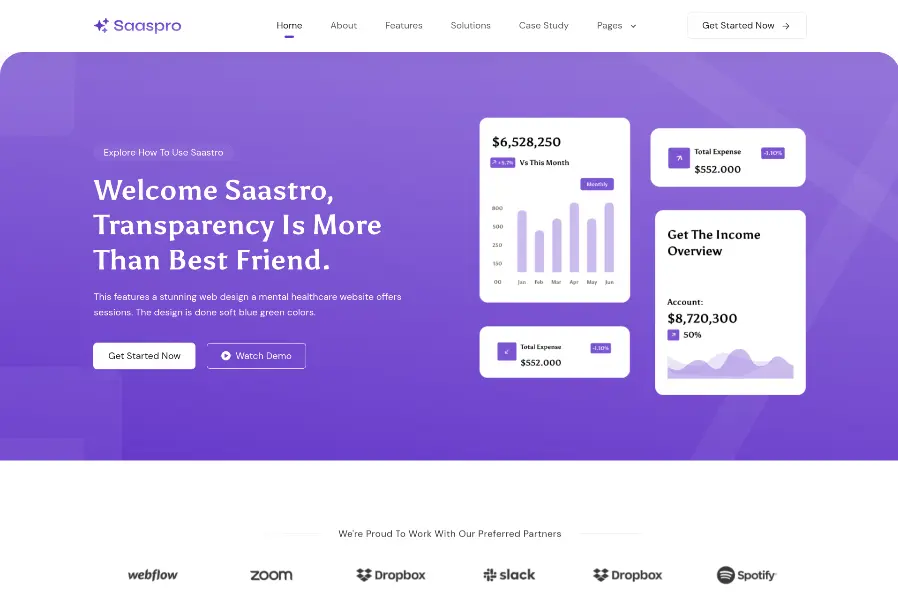 Saaspro
Home About Features Solutions Case Study Pages
Get Started Now
Explore How To Use Saastro
Welcome Saastro,
Transparency Is More
Than Best Friend.
This features a stunning web design a mental healthcare website offers
sessions. The design is done soft blue green colors.
Get Started Now
Watch Demo
$6,528,250
+5.7% Vs This Month
Monthly
800
500
250
150
00
Jan Feb Mar Apr May Jun
Total Expense
-1.10%
$552.000
Total Expense
-1.10%
$552.000
Get The Income
Overview
Account:
$8,720,300
50%
We're Proud To Work With Our Preferred Partners
webflow zoom Dropbox slack Dropbox Spotify